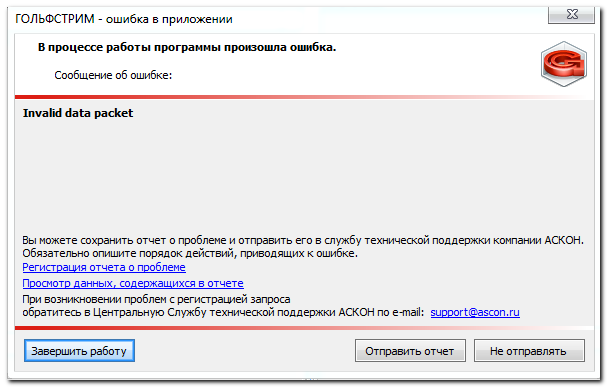 ГОЛЬФСТРИМ - ошибка в приложении
В процессе работы программы произошла ошибка.
Сообщение об ошибке:
Invalid data packet
Вы можете сохранить отчет о проблеме и отправить его в службу технической поддержки компании АСКОН.
Обязательно опишите порядок действий, приводящих к ошибке.
Регистрация отчета о проблеме
Просмотр данных, содержащихся в отчете
При возникновении проблем с регистрацией запроса
обратитесь в Центральную Службу технической поддержки АСКОН по e-mail: support@ascon.ru
Завершить работу
Отправить отчет
Не отправлять